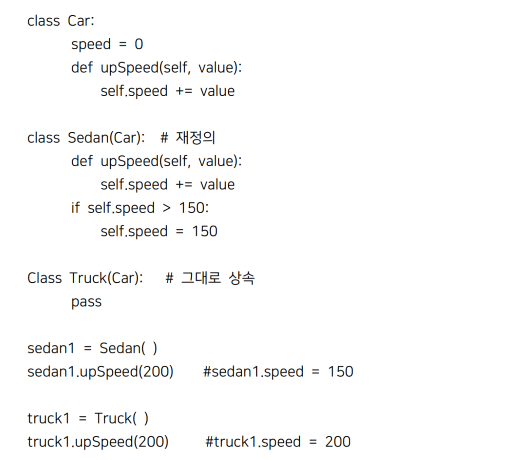 class Car:
speed = 0
def upSpeed(self, value):
self.speed += value
class Sedan(Car): # 재정의
def upSpeed(self, value):
self.speed += value
if self.speed > 150:
self.speed = 150
Class Truck(Car): # 그대로 상속
pass
sedan1 = Sedan( )
sedan1.upSpeed(200) #sedan1.speed = 150
truck1 = Truck( )
truck1.upSpeed(200) #truck1.speed = 200